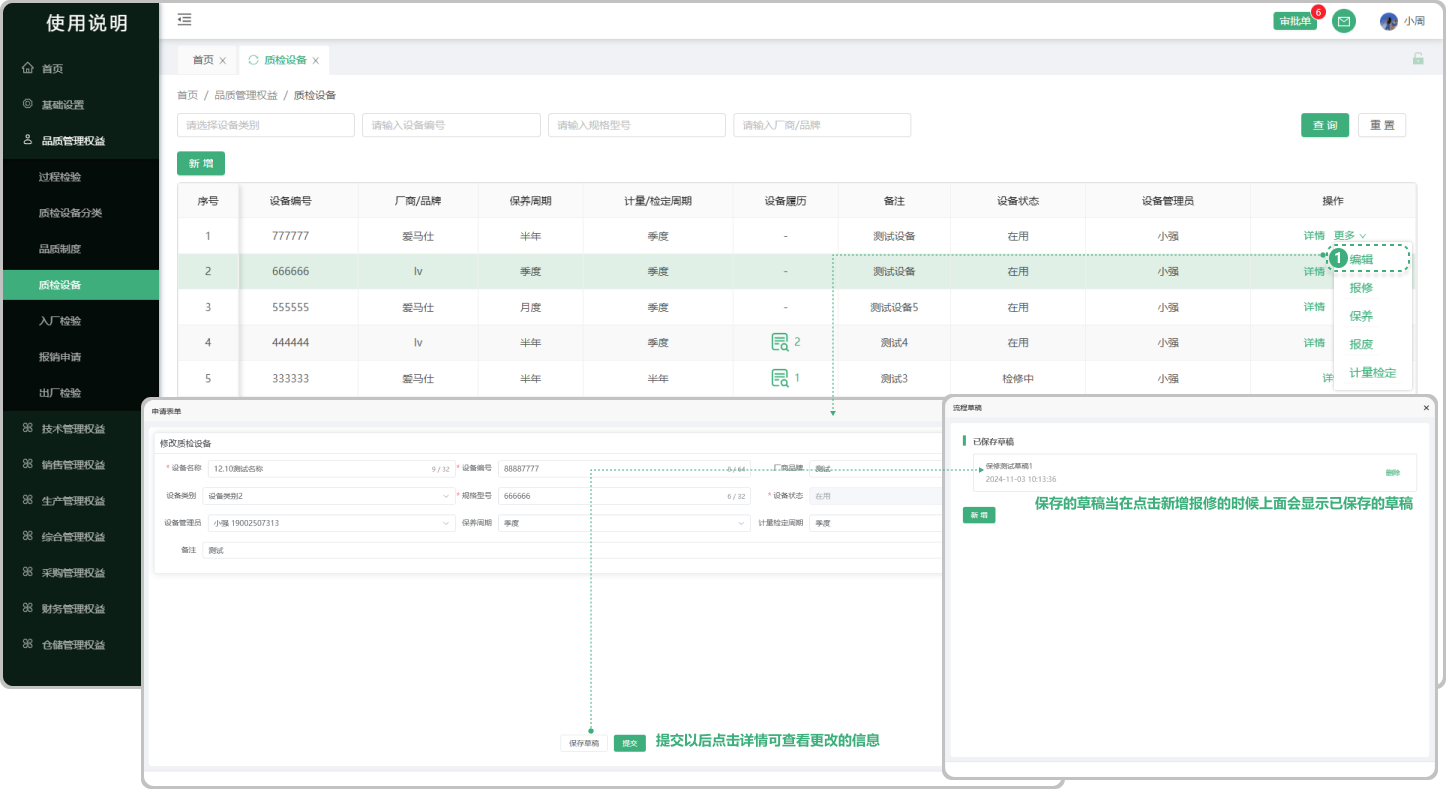 使用说明
首页
基础设置
品质管理权益
过程检验
质检设备分类
品质制度
质检设备
入厂检验
报销申请
出厂检验
技术管理权益
销售管理权益
生产管理权益
综合管理权益
采购管理权益
财务管理权益
仓储管理权益
审批单 6 小周
首页 × 质检设备 ×
首页 / 品质管理权益 / 质检设备
请选择设备类别 请输入设备编号 请输入规格型号 请输入厂商/品牌 查询 重置
新增
序号 设备编号 厂商/品牌 保养周期 计量/检定周期 设备履历 备注 设备状态 设备管理员 操作
1 777777 爱马仕 半年 季度 - 测试设备 在用 小强 详情 更多
2 666666 lv 季度 季度 - 测试设备 在用 小强 详情
3 555555 爱马仕 月度 季度 - 测试设备5 在用 小强 详情
4 444444 lv 半年 季度 2 测试4 在用 小强 详情
5 333333 爱马仕 半年 半年 1 测试3 检修中 小强 详
1 编辑
报修
保养
报废
计量检定
申请表单
修改质检设备
* 设备名称 12.10测试名称 9 / 32 * 设备编号 88887777 8 / 64 厂商品牌 测试
设备类别 设备类别2 * 规格型号 666666 6 / 32 * 设备状态 在用
设备管理员 小强 19002507313 保养周期 季度 计量检定周期 季度
备注 测试
保存草稿 提交 提交以后点击详情可查看更改的信息
流程草稿 ×
已保存草稿
保修测试草稿1
2024-11-03 10:13:36
删除
保存的草稿当在点击新增报修的时候上面会显示已保存的草稿
新增